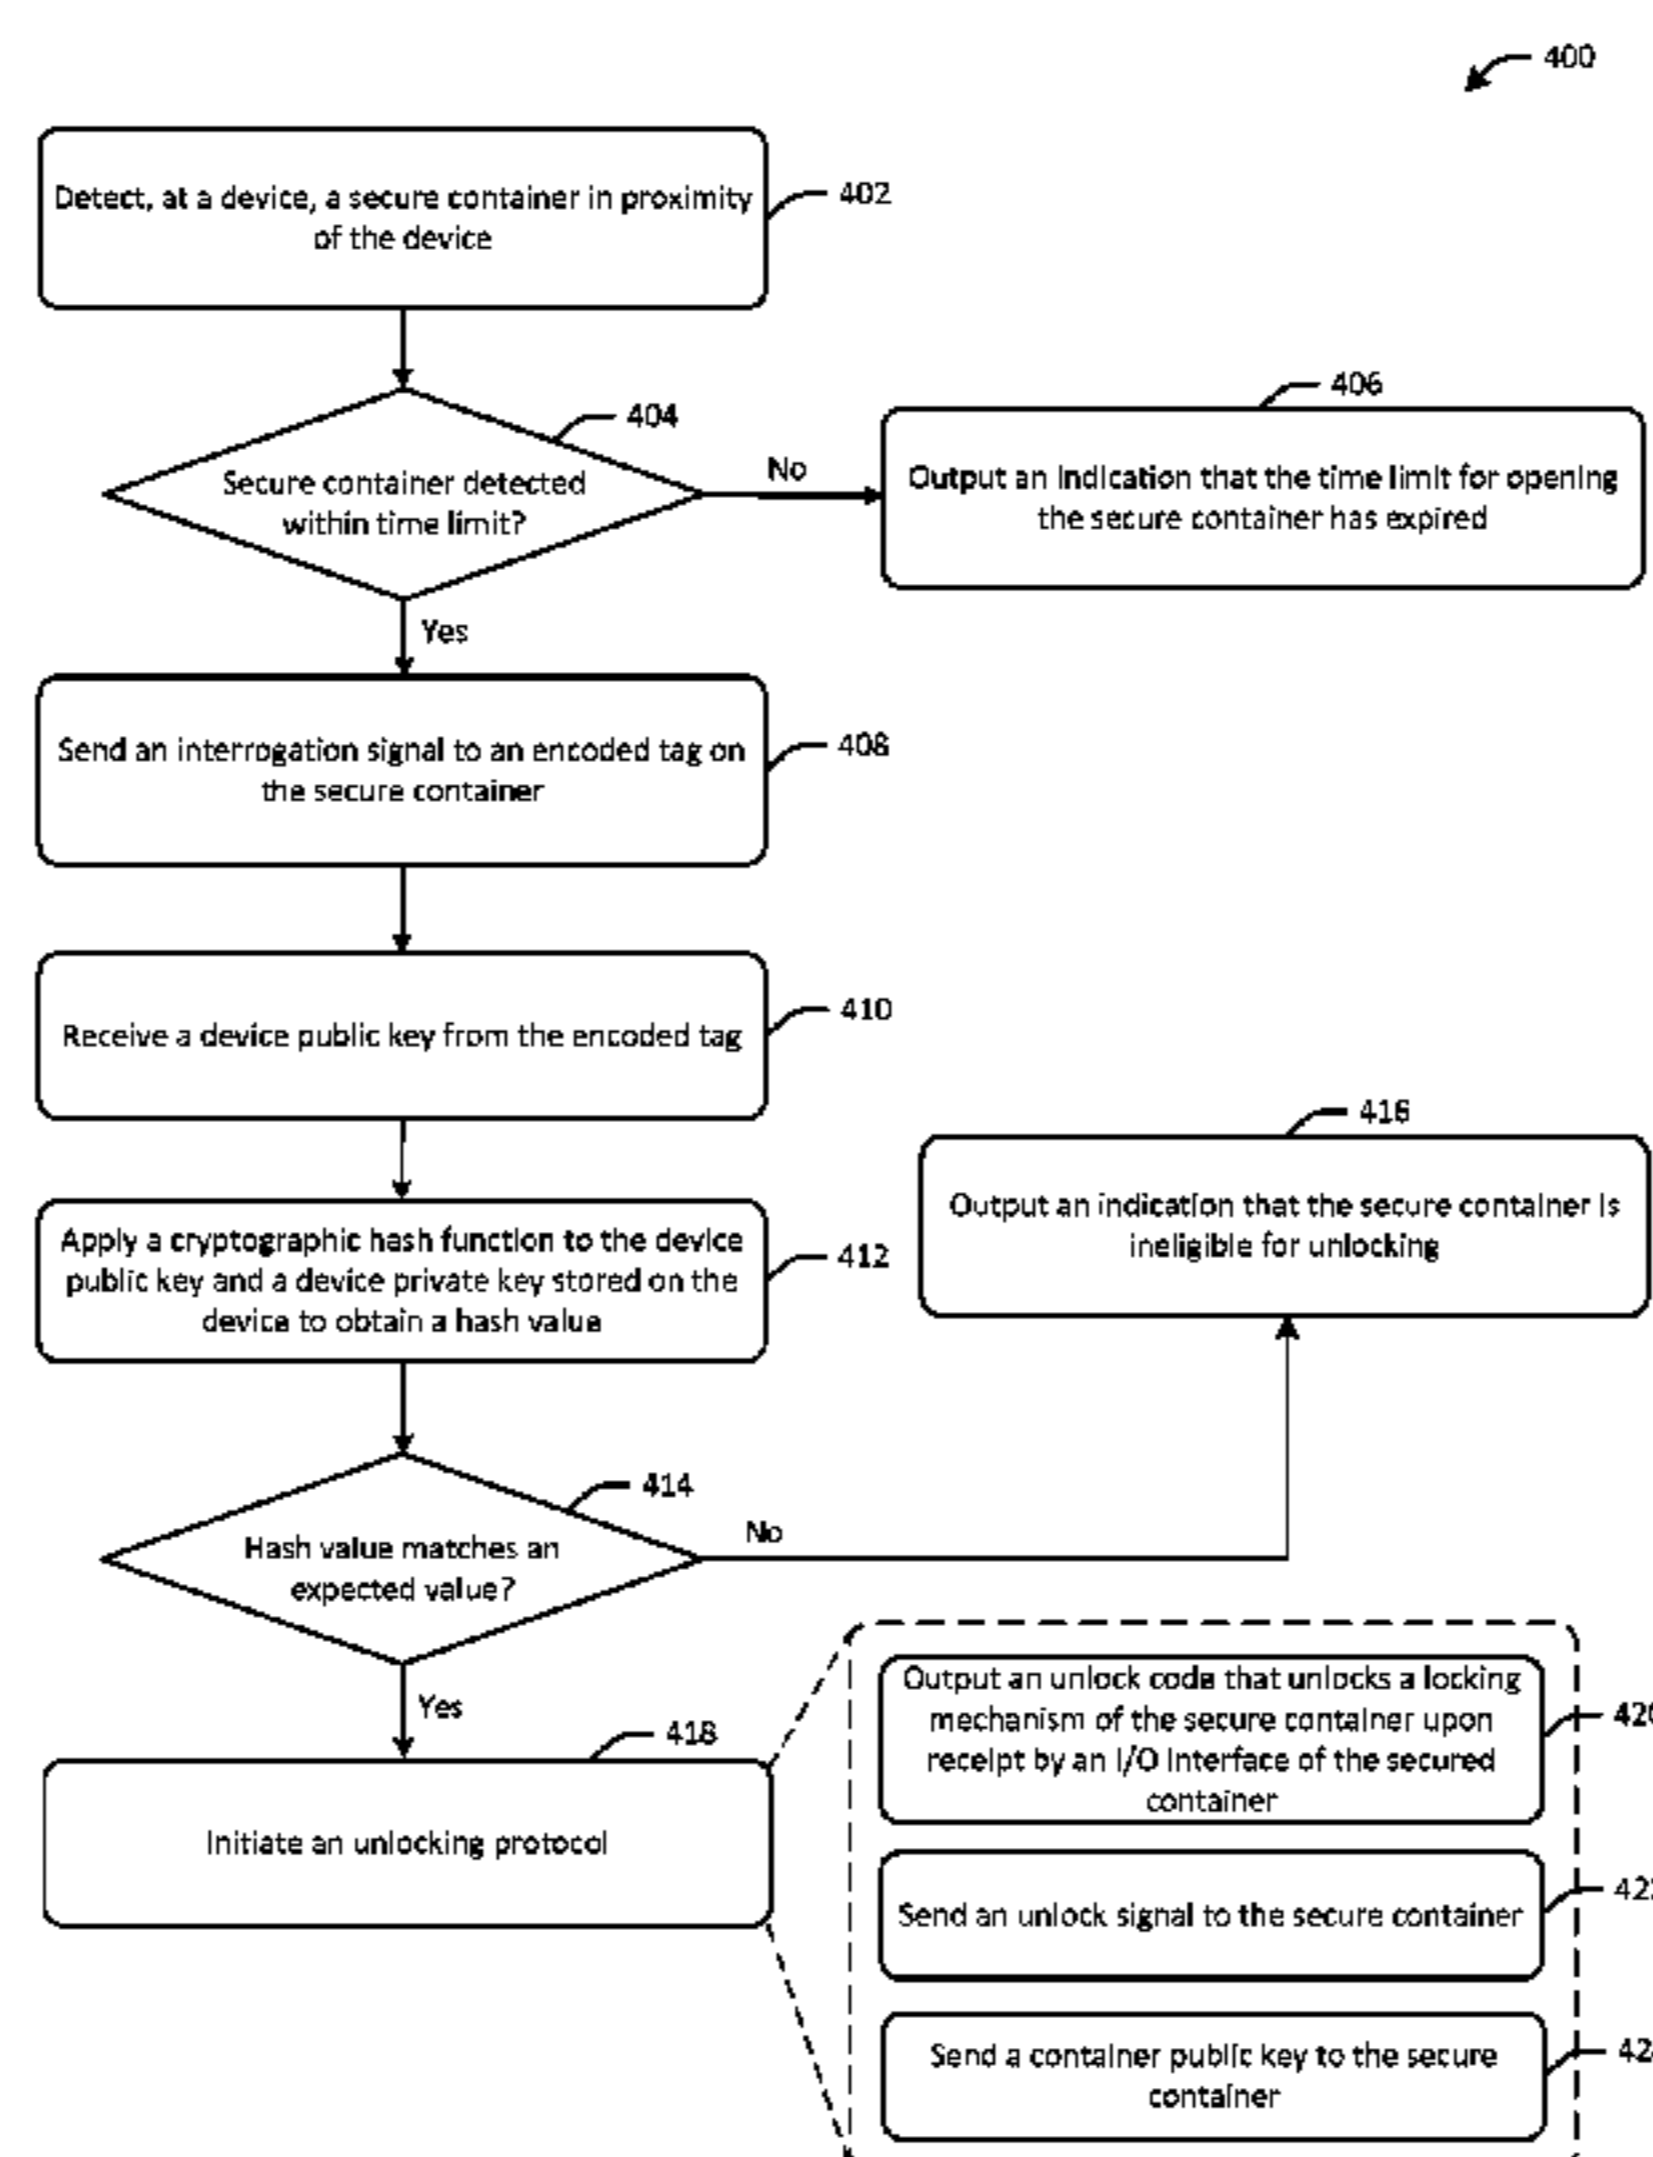 400
Detect, at a device, a secure container in proximity
of the device
402
404
Secure container detected
within time limit?
No
406
Output an indication that the time limit for opening
the secure container has expired
Yes
Send an interrogation signal to an encoded tag on
the secure container
408
Receive a device public key from the encoded tag
410
Apply a cryptographic hash function to the device
public key and a device private key stored on the
device to obtain a hash value
412
416
Output an indication that the secure container is
ineligible for unlocking
414
Hash value matches an
expected value?
No
Yes
418
Initiate an unlocking protocol
Output an unlock code that unlocks a locking
mechanism of the secure container upon
receipt by an I/O interface of the secured
container
Send an unlock signal to the secure container
Send a container public key to the secure
container